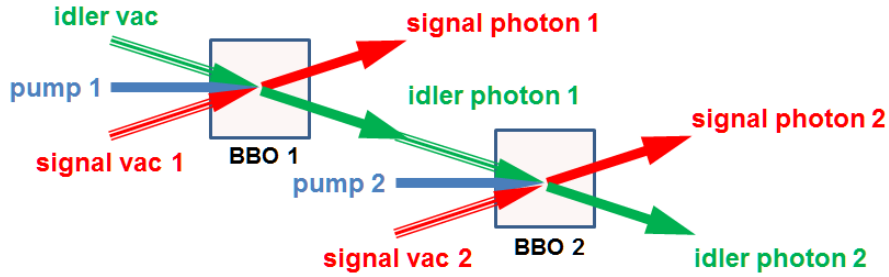 idler vac
signal photon 1
pump 1
idler photon 1
signal photon 2
signal vac 1
BBO 1
pump 2
signal vac 2
BBO 2
idler photon 2